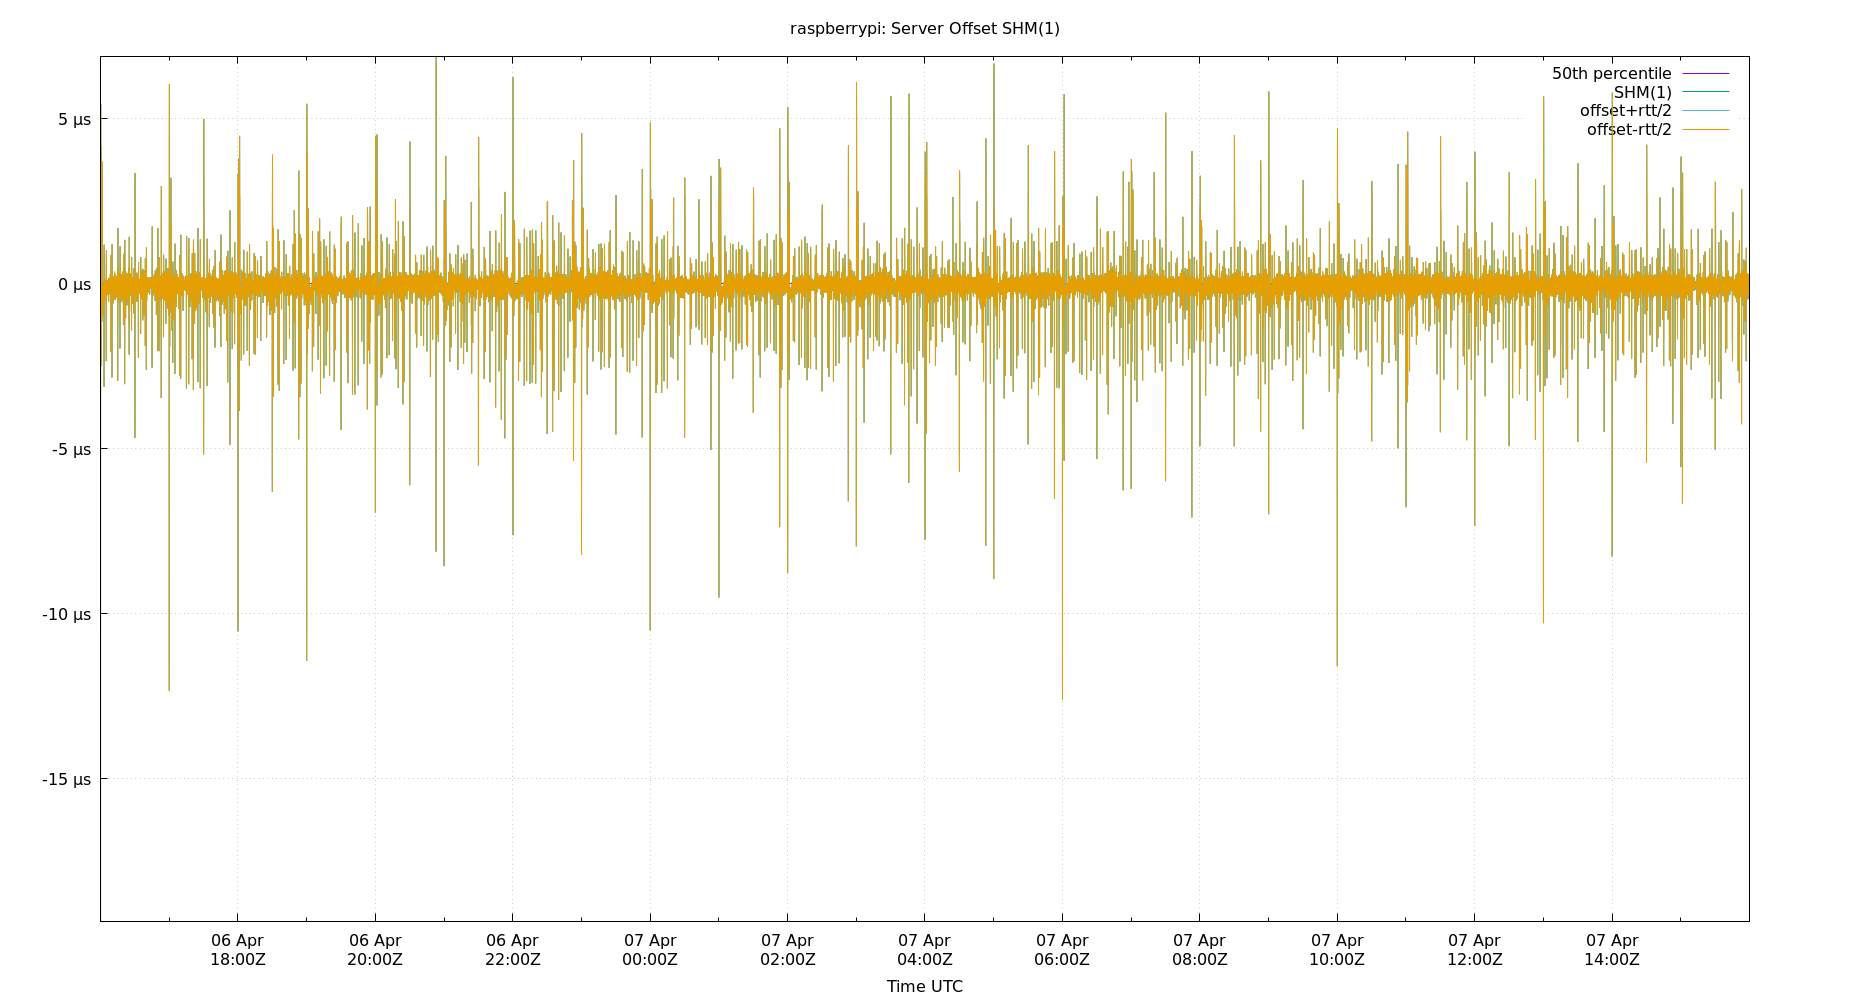 raspberrypi: Server Offset SHM(1)
50th percentile
SHM(1)
offset+rtt/2
offset-rtt/2
5 µs
0 µs
-5 µs
-10 µs
-15 µs
06 Apr 06 Apr 06 Apr 07 Apr 07 Apr 07 Apr 07 Apr 07 Apr 07 Apr 07 Apr 07 Apr
18:00Z 20:00Z 22:00Z 00:00Z 02:00Z 04:00Z 06:00Z 08:00Z 10:00Z 12:00Z 14:00Z
Time UTC